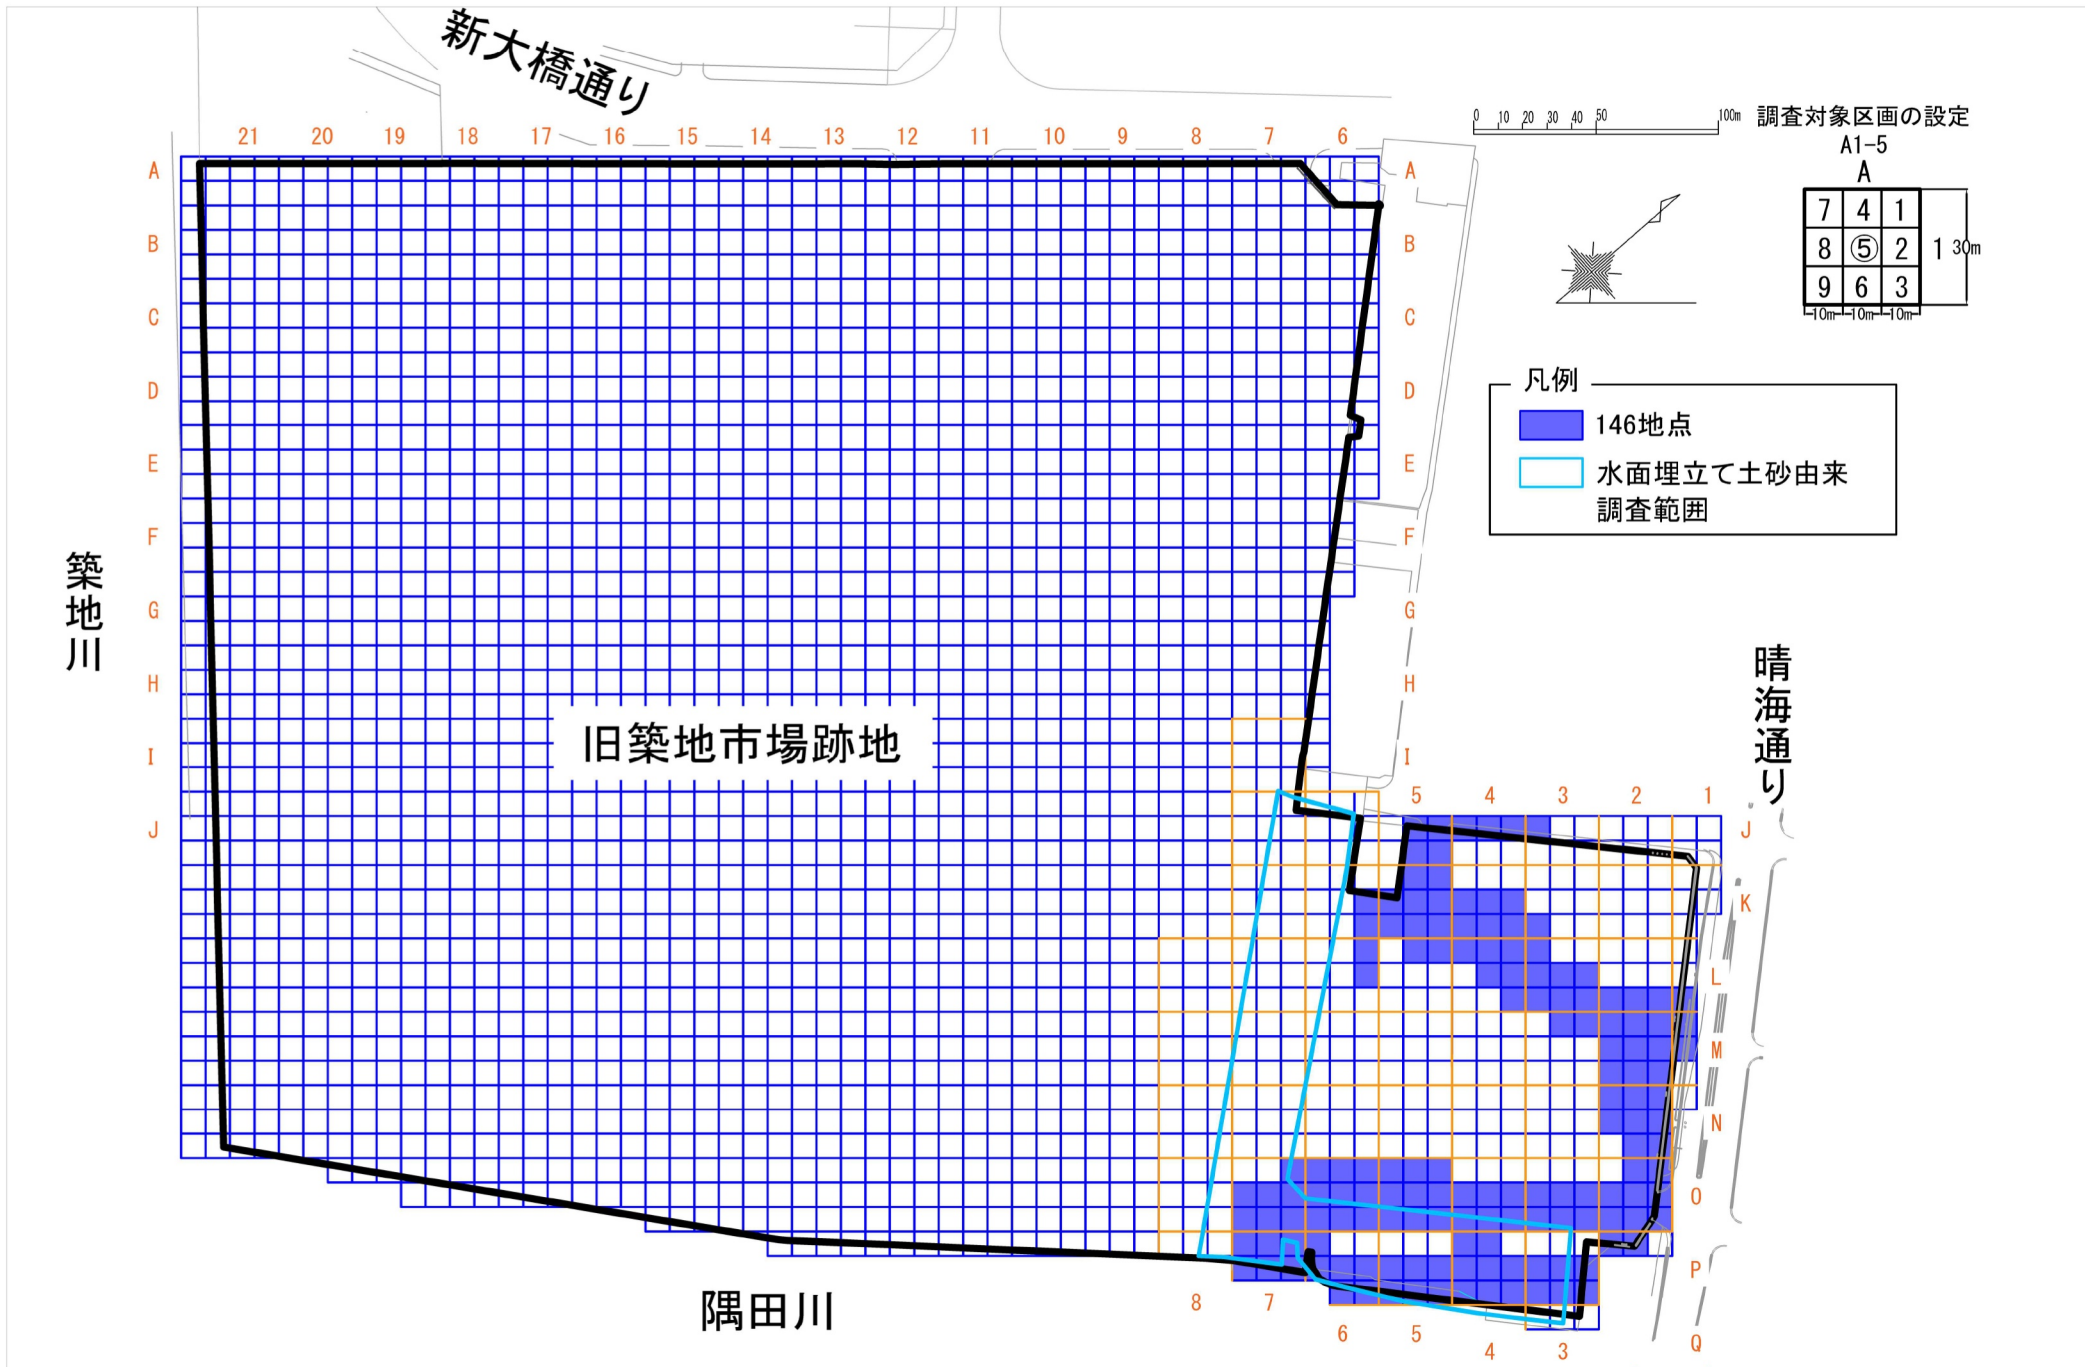 新大橋通り
0 10 20 30 40 50 100m
調査対象区画の設定
A1-5
A
7 4 1
8 ⑤ 2
9 6 3
1
30m
10m 10m 10m
21 20 19 18 17 16 15 14 13 12 11 10 9 8 7 6
A A
B B
C C
D D
E E
F F
G G
H H
I I
J
凡例
146地点
水面埋立て土砂由来
調査範囲
築地川
旧築地市場跡地
晴海通り
5 4 3 2 1
J
K
L
M
N
O
P
Q
8 7
6 5
4 3
隅田川